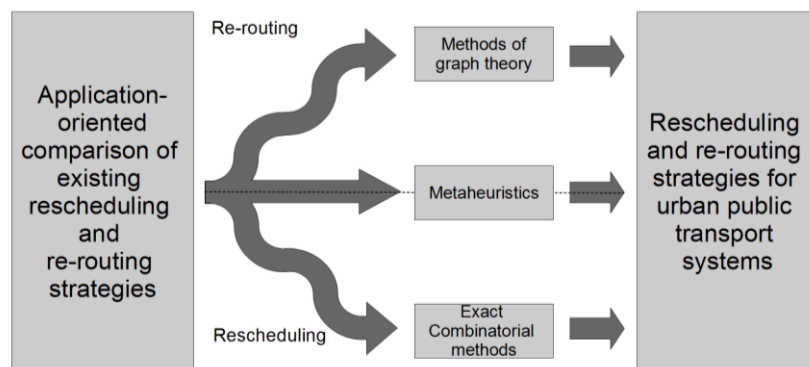 Application-
oriented
comparison of
existing
rescheduling
and
re-routing
strategies
Re-routing
Methods of
graph theory
Metaheuristics
Rescheduling
Exact
Combinatorial
methods
Rescheduling
and re-routing
strategies for
urban public
transport
systems